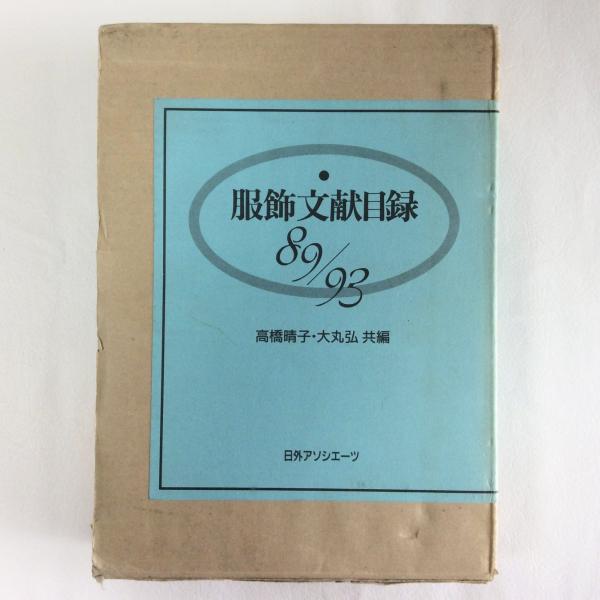 服飾文献目録
89/93
高橋晴子・大丸弘 共編
日外アソシエーツ